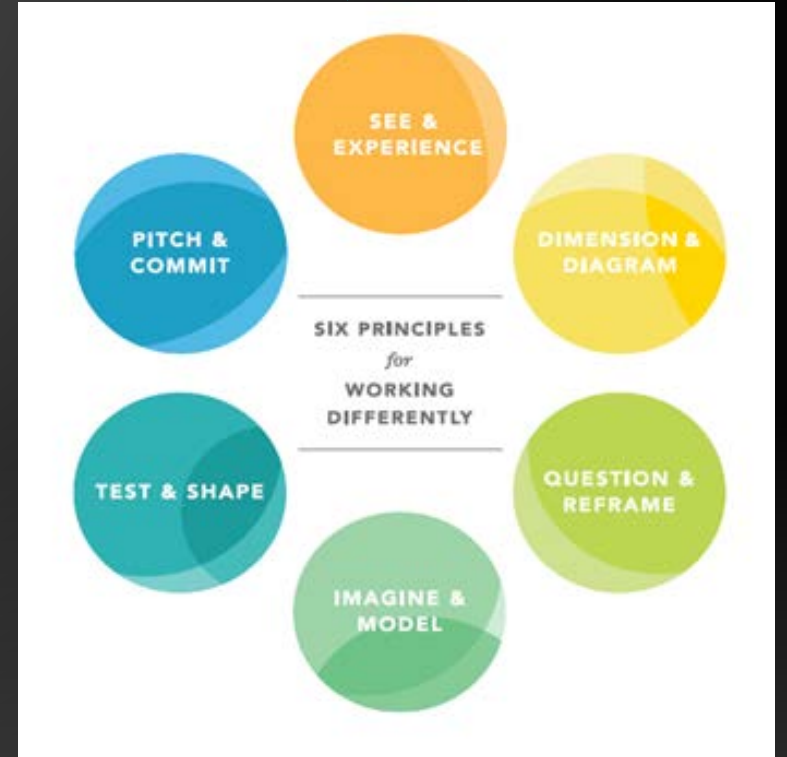 SEE &
EXPERIENCE
DIMENSION &
DIAGRAM
QUESTION &
REFRAME
IMAGINE &
MODEL
TEST & SHAPE
PITCH &
COMMIT
SIX PRINCIPLES
for
WORKING
DIFFERENTLY